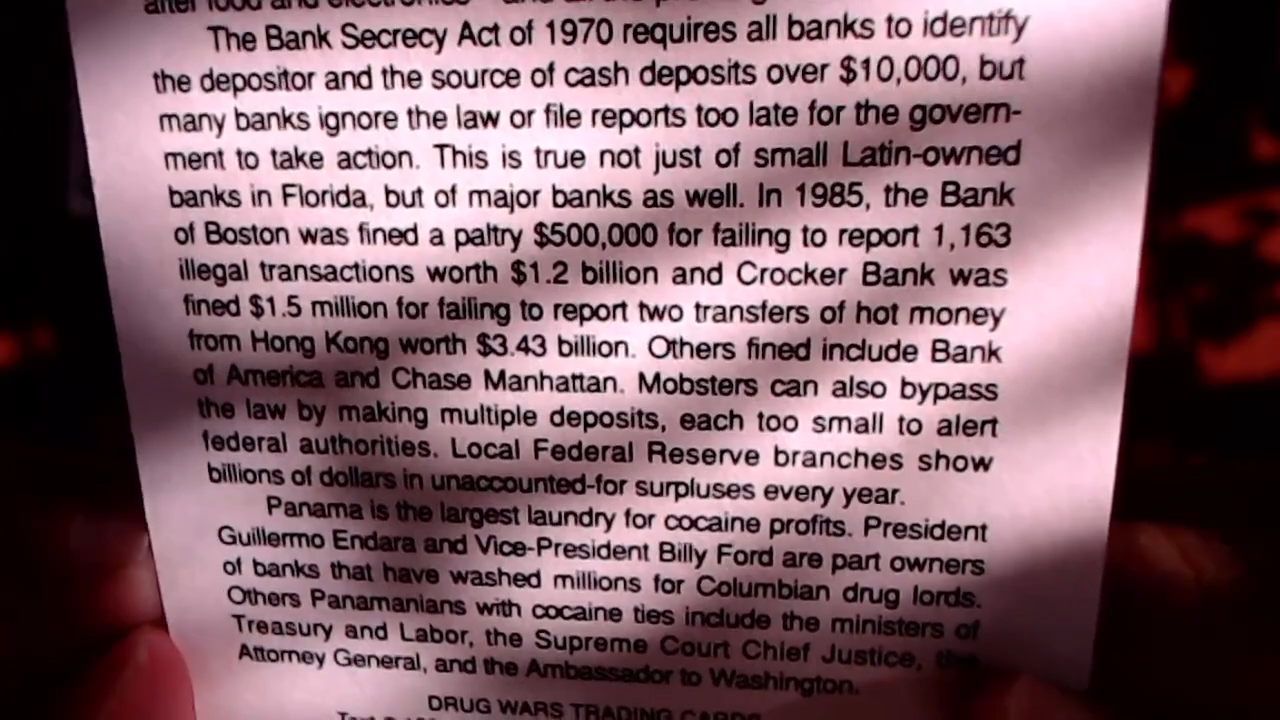 after food and electronics
The Bank Secrecy Act of 1970 requires all banks to identify
the depositor and the source of cash deposits over $10,000, but
many banks ignore the law or file reports too late for the govern-
ment to take action. This is true not just of small Latin-owned
banks in Florida, but of major banks as well. In 1985, the Bank
of Boston was fined a paltry $500,000 for failing to report 1,163
illegal transactions worth $1.2 billion and Crocker Bank was
fined $1.5 million for failing to report two transfers of hot money
from Hong Kong worth $3.43 billion. Others fined include Bank
of America and Chase Manhattan. Mobsters can also bypass
the law by making multiple deposits, each too small to alert
federal authorities. Local Federal Reserve branches show
billions of dollars in unaccounted-for surpluses every year.
Panama is the largest laundry for cocaine profits. President
Guillermo Endara and Vice-President Billy Ford are part owners
of banks that have washed millions for Columbian drug lords.
Others Panamanians with cocaine ties include the ministers of
Treasury and Labor, the Supreme Court Chief Justice, the
Attorney General, and the Ambassador to Washington.
DRUG WARS TRADING CARDS